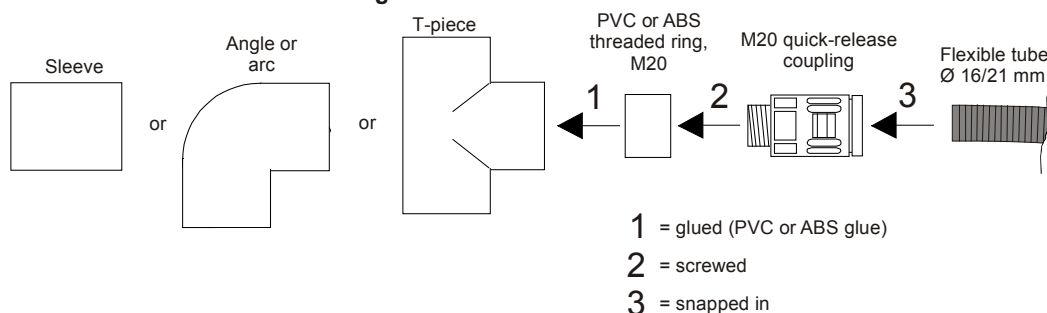 Sleeve
or
Angle or
arc
or
T-piece
1
PVC or ABS
threaded ring,
M20
2
M20 quick-release
coupling
3
Flexible tube
Ø 16/21 mm
1 = glued (PVC or ABS glue)
2 = screwed
3 = snapped in